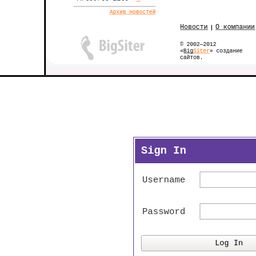 Архив новостей
Новости | О компании
BigSiter
© 2002—2012
«BigSiter» создание
сайтов.
Sign In
Username
Password
Log In